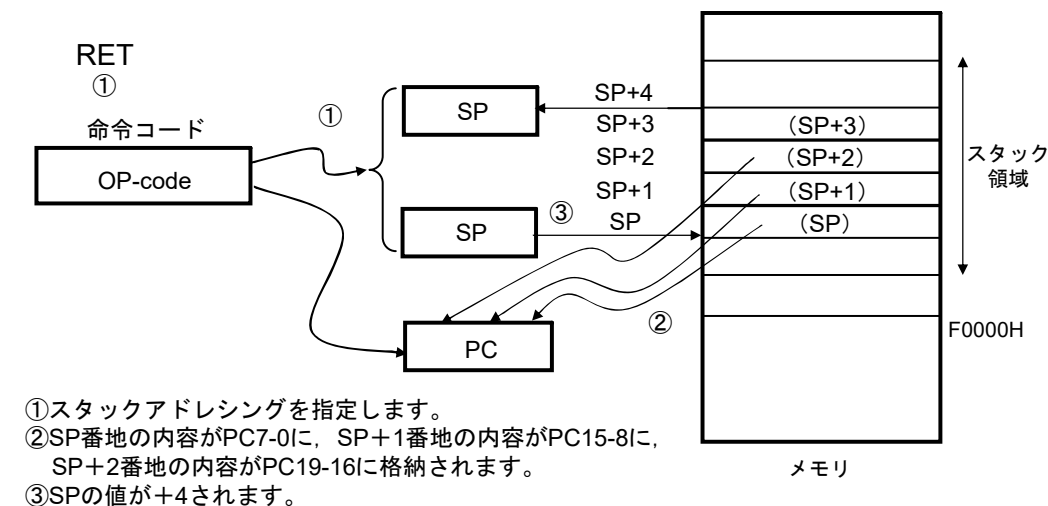 RET
①
命令コード
OP-code
①
SP
SP
③
PC
②
SP+4
SP+3
SP+2
SP+1
SP
(SP+3)
(SP+2)
(SP+1)
(SP)
スタック
領域
F0000H
メモリ
①スタックアドレシングを指定します。
②SP番地の内容がPC7-0に，SP＋1番地の内容がPC15-8に，
SP＋2番地の内容がPC19-16に格納されます。
③SPの値が＋4されます。